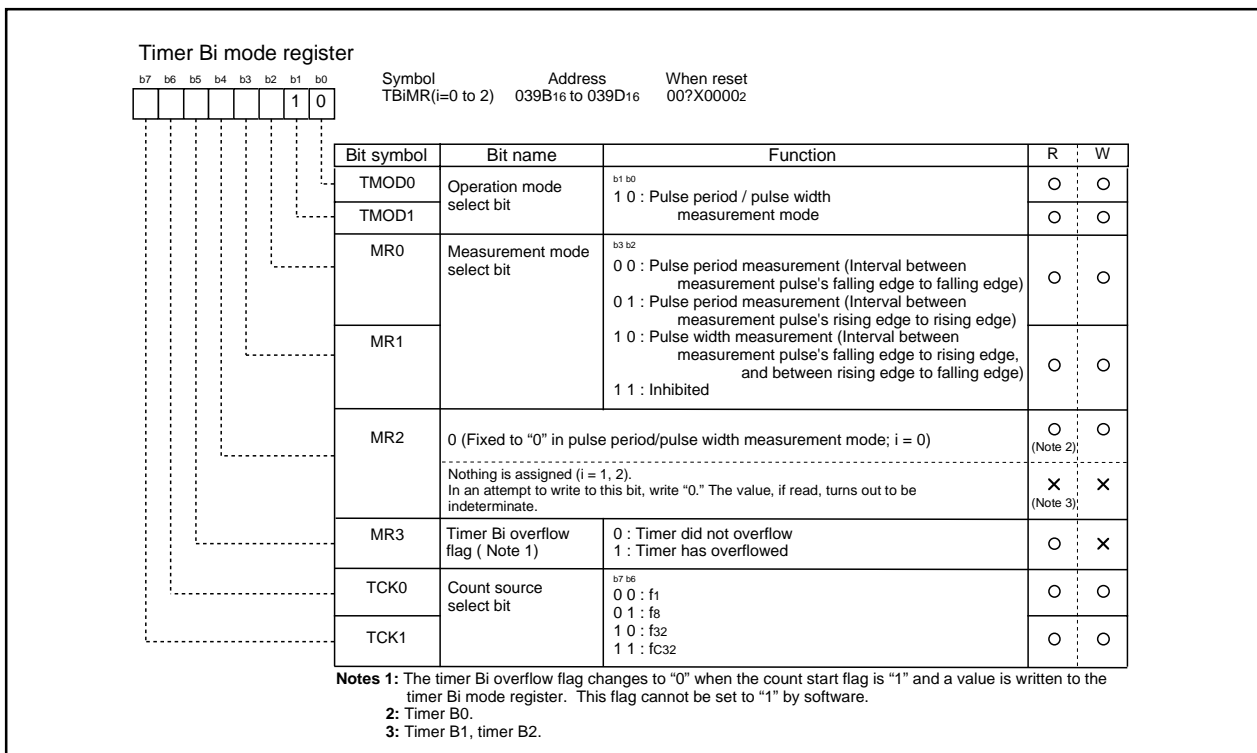 Timer Bi mode register
b7 b6 b5 b4 b3 b2 b1 b0
1 0
Symbol Address When reset
TBiMR(i=0 to 2) 039B16 to 039D16 00?X00002
Bit symbol Bit name Function R W
TMOD0
TMOD1
Operation mode
select bit
b1 b0
1 0 : Pulse period / pulse width
measurement mode
MR0
MR1
Measurement mode
select bit
b3 b2
0 0 : Pulse period measurement (Interval between
measurement pulse's falling edge to falling edge)
0 1 : Pulse period measurement (Interval between
measurement pulse's rising edge to rising edge)
1 0 : Pulse width measurement (Interval between
measurement pulse's falling edge to rising edge,
and between rising edge to falling edge)
1 1 : Inhibited
MR2
0 (Fixed to “0” in pulse period/pulse width measurement mode; i = 0)
(Note 2)
Nothing is assigned (i = 1, 2).
In an attempt to write to this bit, write “0.” The value, if read, turns out to be
indeterminate.
(Note 3)
MR3
Timer Bi overflow
flag ( Note 1)
0 : Timer did not overflow
1 : Timer has overflowed
TCK0
TCK1
Count source
select bit
b7 b6
0 0 : f1
0 1 : f8
1 0 : f32
1 1 : fC32
Notes 1: The timer Bi overflow flag changes to “0” when the count start flag is “1” and a value is written to the
timer Bi mode register. This flag cannot be set to “1” by software.
2: Timer B0.
3: Timer B1, timer B2.